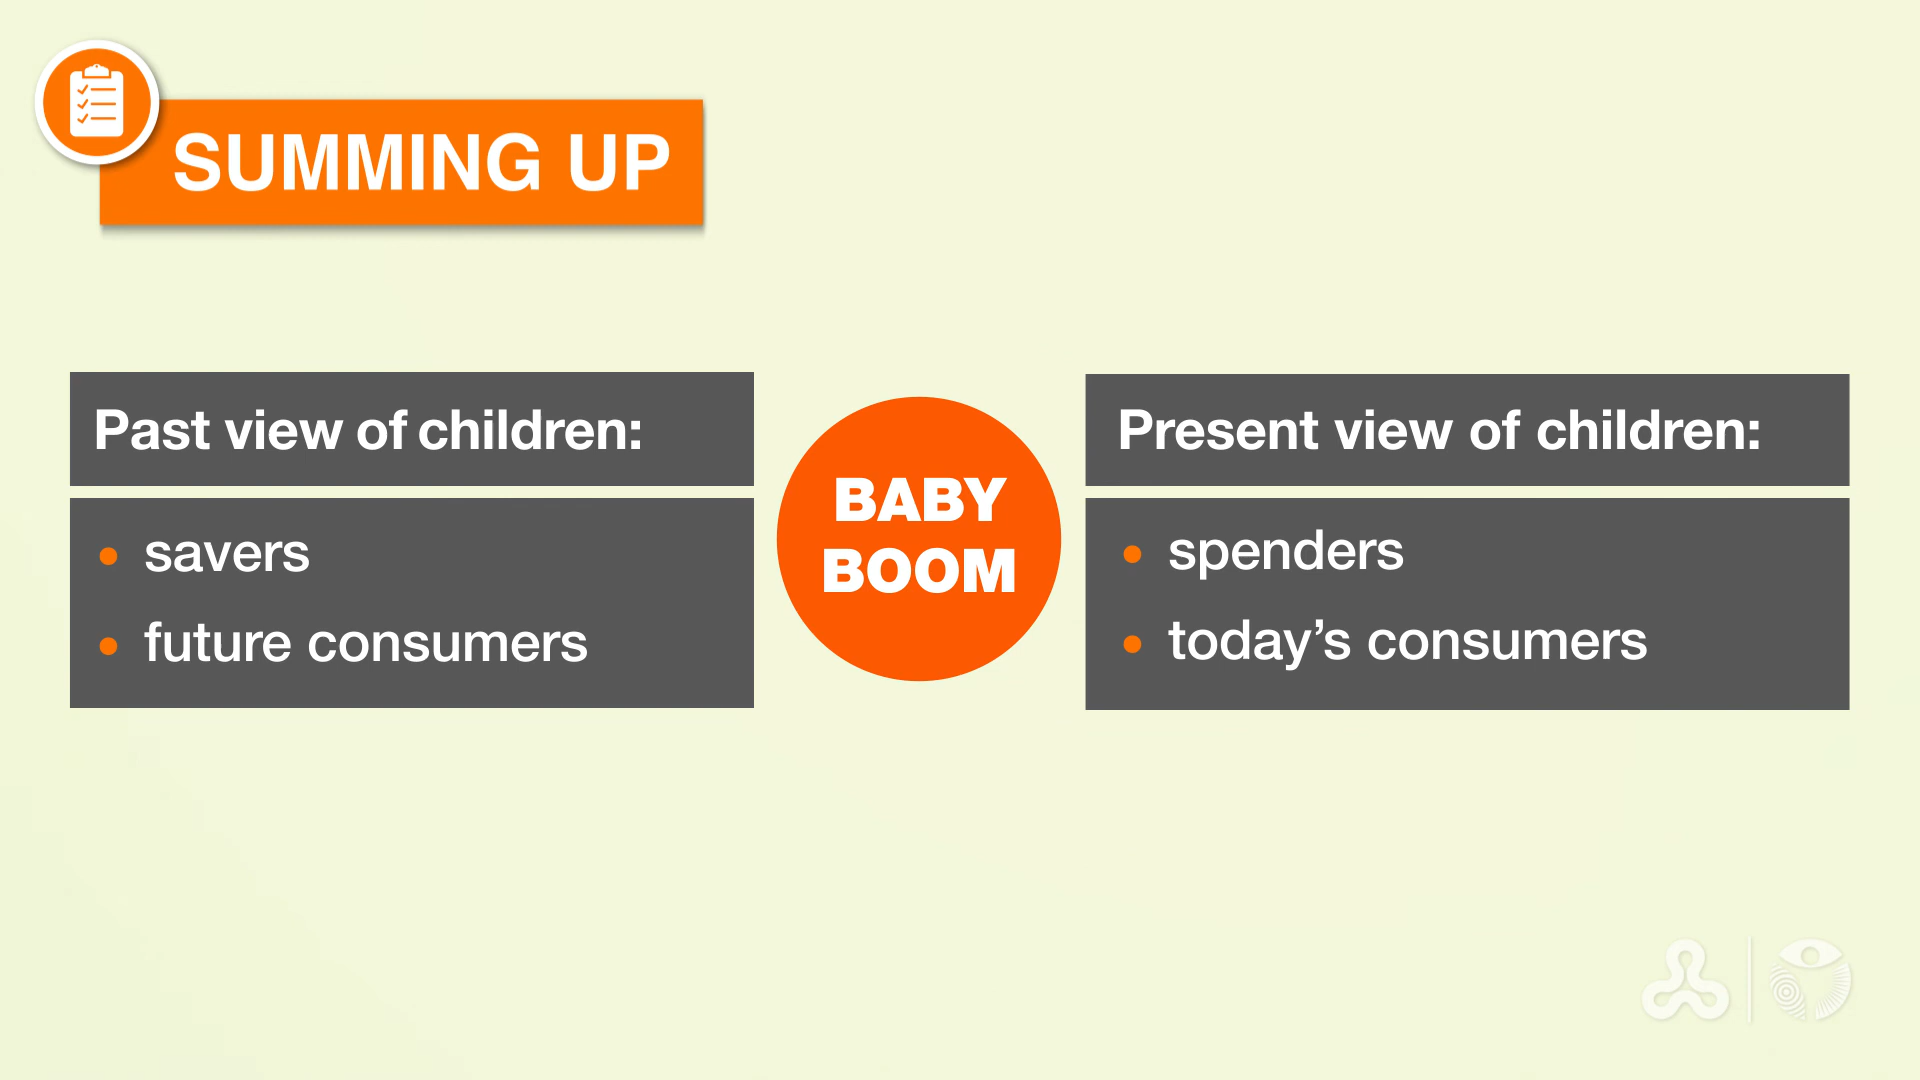 SUMMING UP
Past view of children:
• savers
• future consumers
BABY
BOOM
Present view of children:
• spenders
• today’s consumers